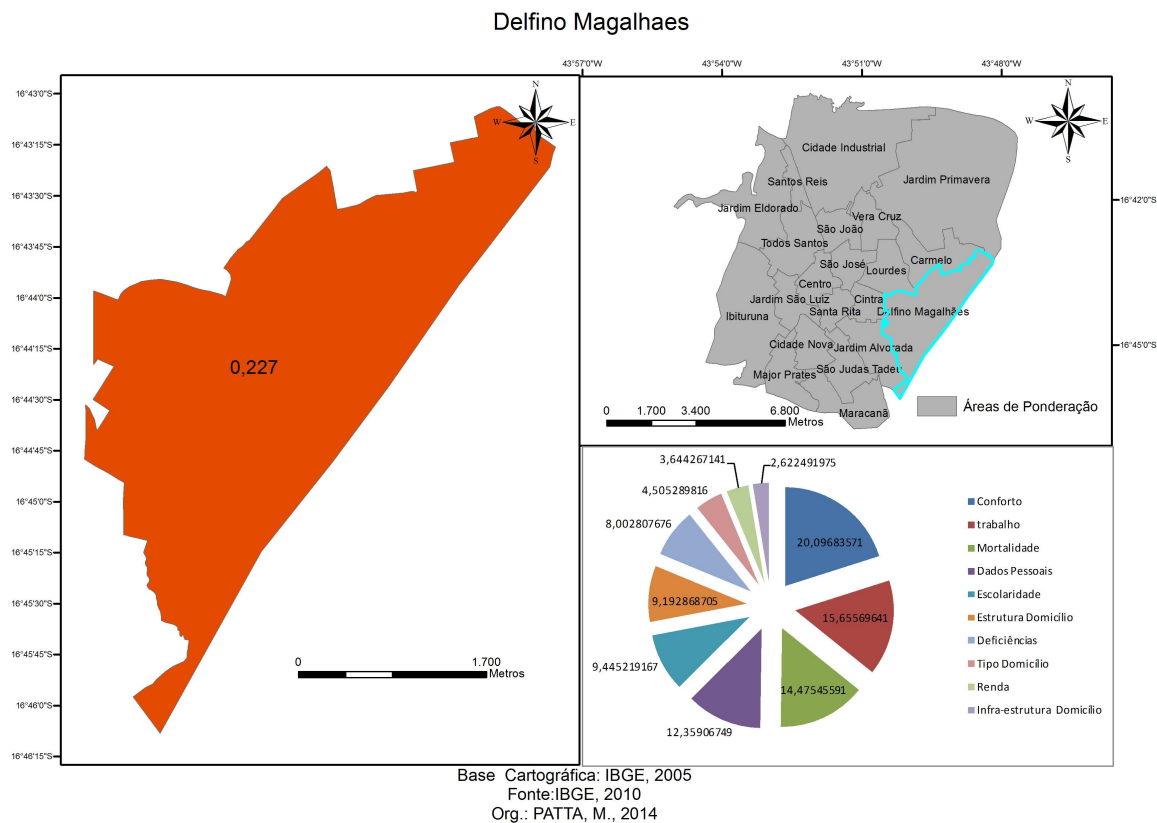 Delfino Magalhaes
43°57'0"W
43°54'0"W
43°51'0"W
43°48'0"W
16°43'0"S
16°43'15"S
16°43'30"S
16°43'45"S
16°44'0"S
16°44'15"S
16°44'30"S
16°44'45"S
16°45'0"S
16°45'15"S
16°45'30"S
16°45'45"S
16°46'0"S
16°46'15"S
N
W
E
S
0,227
0
1.700
Metros
N
W
E
S
16°42'0"S
16°45'0"S
Cidade Industrial
Santos Reis
Jardim Primavera
Jardim Eldorado
Vera Cruz
São João
Todos Santos
São José
Carmelo
Lourdes
Centro
Jardim São Luiz
Cintra
Ibituruna
Santa Rita
Delfino Magalhães
Cidade Nova
Jardim Alvorada
São Judas Tadeu
Major Prates
Maracanã
0
1.700
3.400
6.800
Metros
Áreas de Ponderação
3,644267141
2,622491975
4,505289816
8,002807676
20,09683571
9,192868705
15,65569641
9,445219167
14,47545591
12,35906749
Conforto
trabalho
Mortalidade
Dados Pessoais
Escolaridade
Estrutura Domicílio
Deficiências
Tipo Domicílio
Renda
Infra-estrutura Domicílio
Base Cartográfica: IBGE, 2005
Fonte:IBGE, 2010
Org.: PATTA, M., 2014